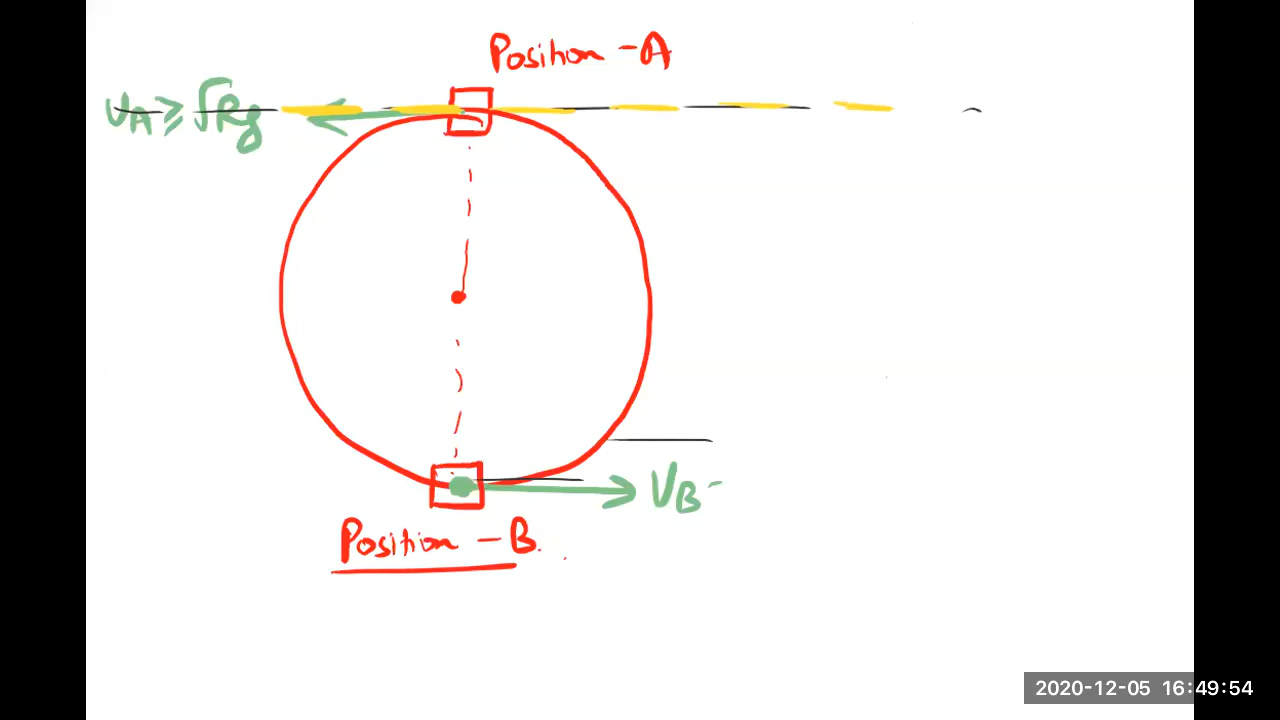 Position - A
VA ≥ √Rg
VB -
Position - B.
2020-12-05 16:49:54